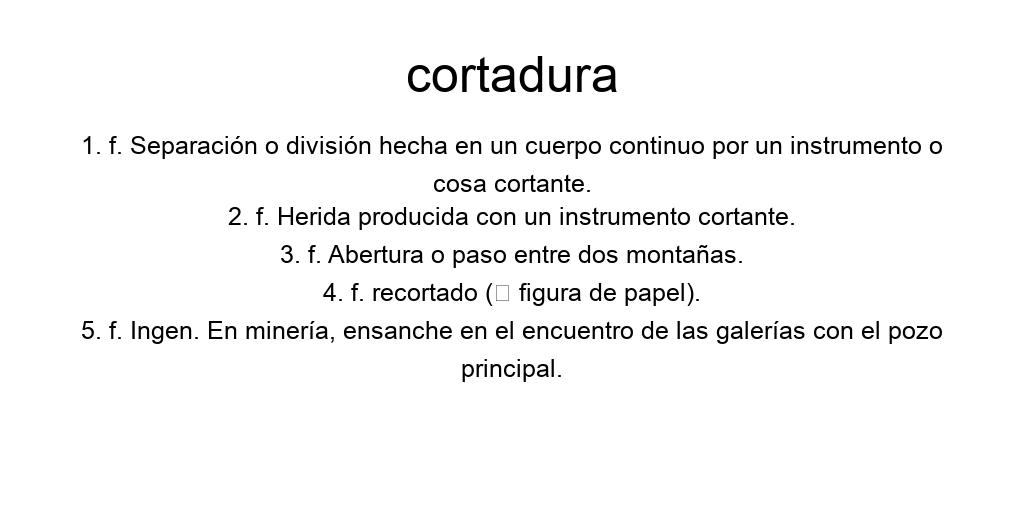 cortadura
1. f. Separación o división hecha en un cuerpo continuo por un instrumento o
cosa cortante.
2. f. Herida producida con un instrumento cortante.
3. f. Abertura o paso entre dos montañas.
4. f. recortado (□ figura de papel).
5. f. Ingen. En minería, ensanche en el encuentro de las galerías con el pozo
principal.